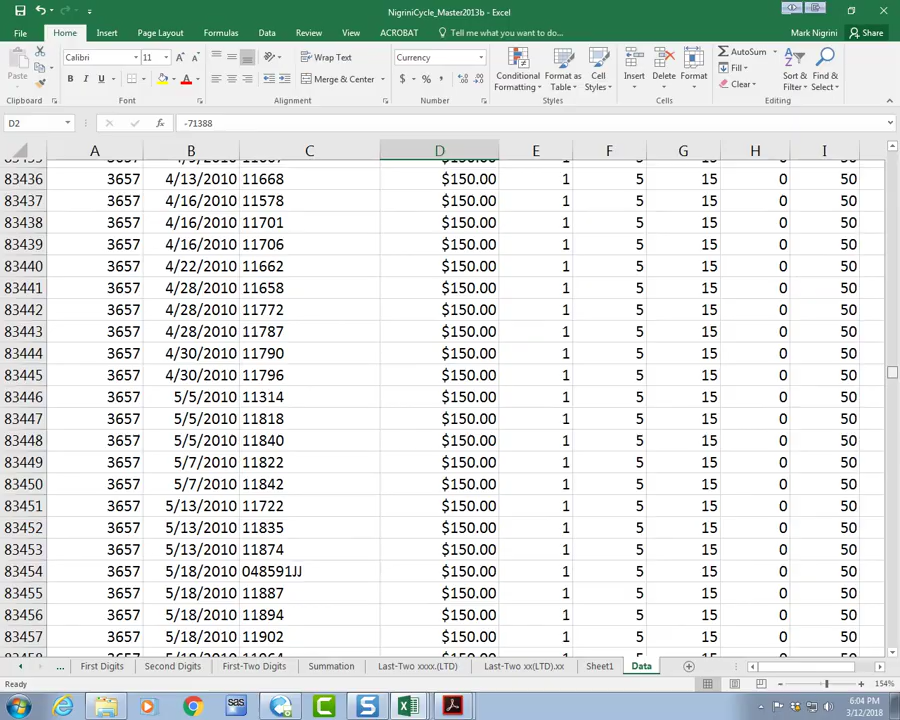 NigriniCycle_Master2013b - Excel
File Home Insert Page Layout Formulas Data Review View ACROBAT Tell me what you want to do... Mark Nigrini Share
Paste Calibri 11 Wrap Text Currency Conditional Formatting Format as Table Cell Styles Insert Delete Format AutoSum Sort & Filter Find & Select
B I U A Merge & Center $ % , Fill Clear
Clipboard Font Alignment Number Styles Cells Editing
D2 fx -71388
A B C D E F G H I
83436 3657 4/13/2010 11668 $150.00 1 5 15 0 50
83437 3657 4/16/2010 11578 $150.00 1 5 15 0 50
83438 3657 4/16/2010 11701 $150.00 1 5 15 0 50
83439 3657 4/16/2010 11706 $150.00 1 5 15 0 50
83440 3657 4/22/2010 11662 $150.00 1 5 15 0 50
83441 3657 4/28/2010 11658 $150.00 1 5 15 0 50
83442 3657 4/28/2010 11772 $150.00 1 5 15 0 50
83443 3657 4/28/2010 11787 $150.00 1 5 15 0 50
83444 3657 4/30/2010 11790 $150.00 1 5 15 0 50
83445 3657 4/30/2010 11796 $150.00 1 5 15 0 50
83446 3657 5/5/2010 11314 $150.00 1 5 15 0 50
83447 3657 5/5/2010 11818 $150.00 1 5 15 0 50
83448 3657 5/5/2010 11840 $150.00 1 5 15 0 50
83449 3657 5/7/2010 11822 $150.00 1 5 15 0 50
83450 3657 5/7/2010 11842 $150.00 1 5 15 0 50
83451 3657 5/13/2010 11722 $150.00 1 5 15 0 50
83452 3657 5/13/2010 11835 $150.00 1 5 15 0 50
83453 3657 5/13/2010 11874 $150.00 1 5 15 0 50
83454 3657 5/18/2010 048591JJ $150.00 1 5 15 0 50
83455 3657 5/18/2010 11887 $150.00 1 5 15 0 50
83456 3657 5/18/2010 11894 $150.00 1 5 15 0 50
83457 3657 5/18/2010 11902 $150.00 1 5 15 0 50
... First Digits Second Digits First-Two Digits Summation Last-Two xxxx.(LTD) Last-Two xx(LTD).xx Sheet1 Data
Ready 154%
sas 6:04 PM
3/12/2018